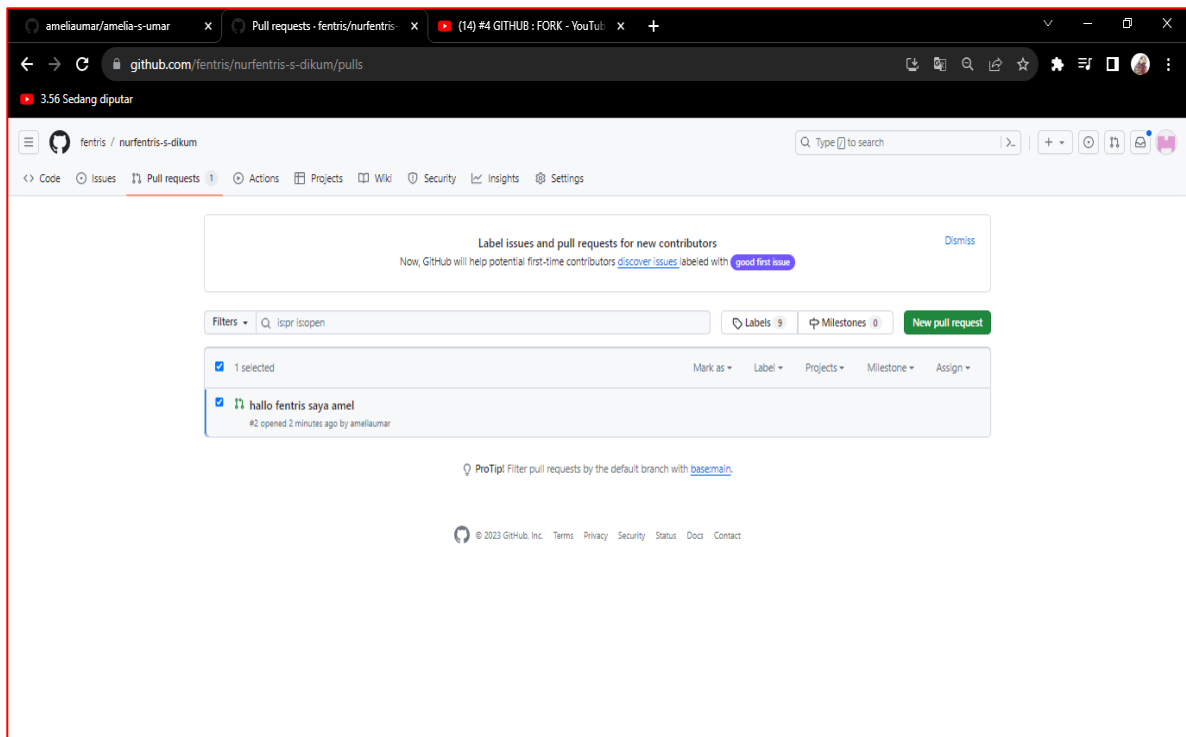 ameliaumar/amelia-s-umar
Pull requests · fentris/nurfentris-
(14) #4 GITHUB : FORK - YouTub
github.com/fentris/nurfentris-s-dikum/pulls
3.56 Sedang diputar
fentris / nurfentris-s-dikum
Type / to search
Code Issues Pull requests 1 Actions Projects Wiki Security Insights Settings
Label issues and pull requests for new contributors
Dismiss
Now, GitHub will help potential first-time contributors discover issues labeled with good first issue
Filters is:pr is:open Labels 9 Milestones 0 New pull request
1 selected Mark as Label Projects Milestone Assign
hallo fentris saya amel
#2 opened 2 minutes ago by ameliaumar
ProTip! Filter pull requests by the default branch with base:main.
© 2023 GitHub, Inc. Terms Privacy Security Status Docs Contact